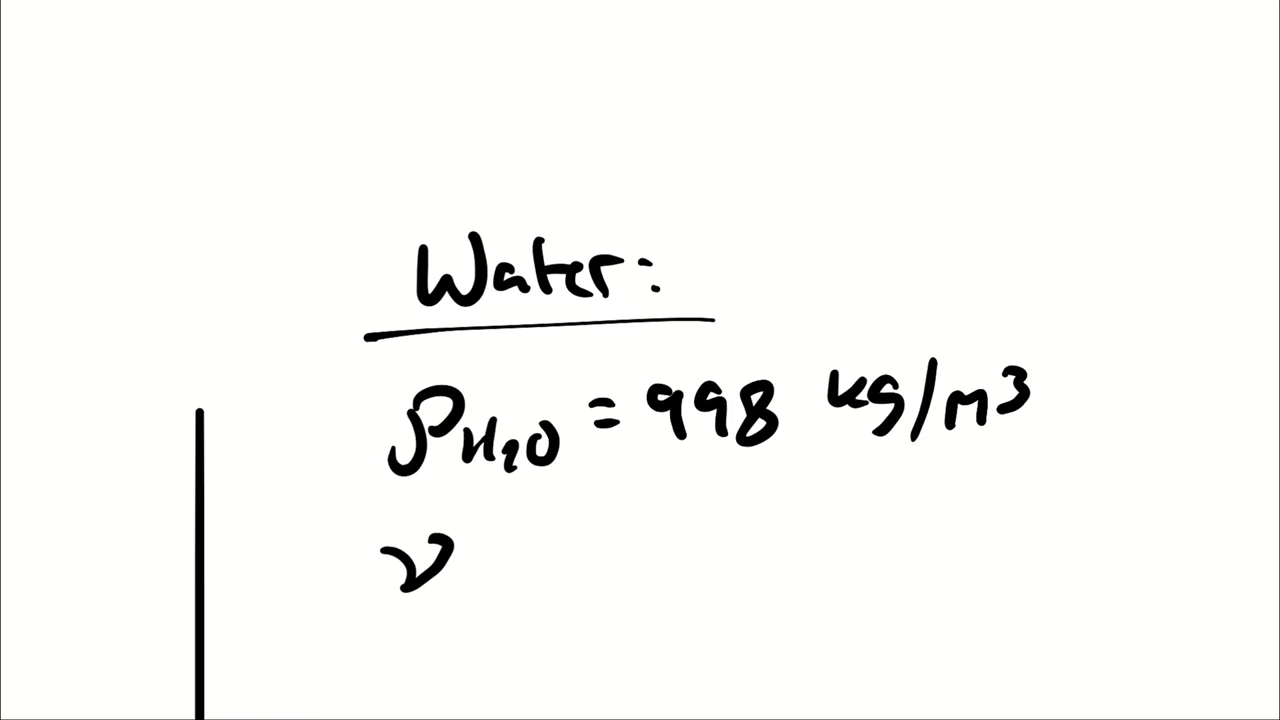 Water:
ρH₂O = 998 kg/m³
ν